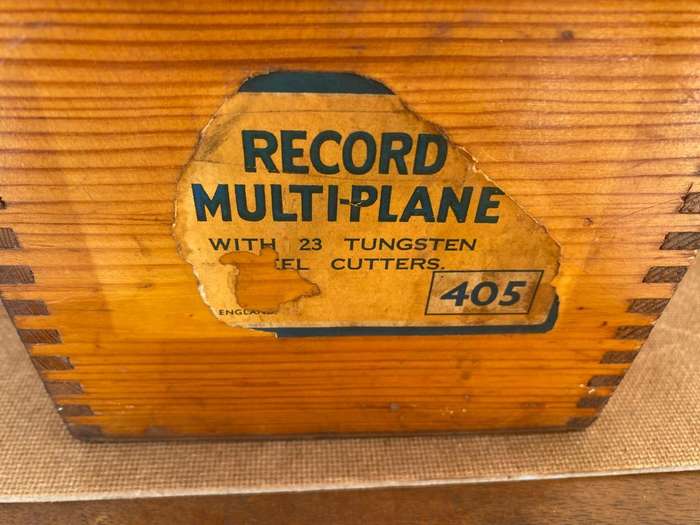 RECORD
MULTI-PLANE
WITH 23 TUNGSTEN
CUTTERS.
405
ENGLAND